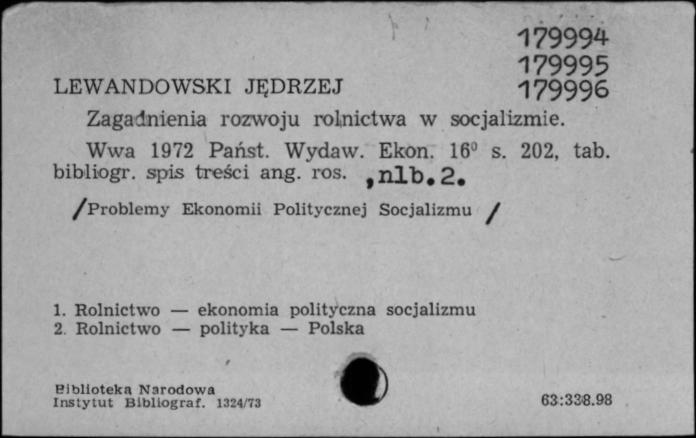 179994
179995
LEWANDOWSKI JĘDRZEJ 179996
Zagadnienia rozwoju rolnictwa w socjalizmie.
Wwa 1972 Państ. Wydaw. Ekon. 16⁰ s. 202, tab.
bibliogr. spis treści ang. ros. ,nlb.2.
/Problemy Ekonomii Politycznej Socjalizmu /
1. Rolnictwo — ekonomia polityczna socjalizmu
2. Rolnictwo — polityka — Polska
Biblioteka Narodowa
Instytut Bibliograf. 1324/73 63:338.98